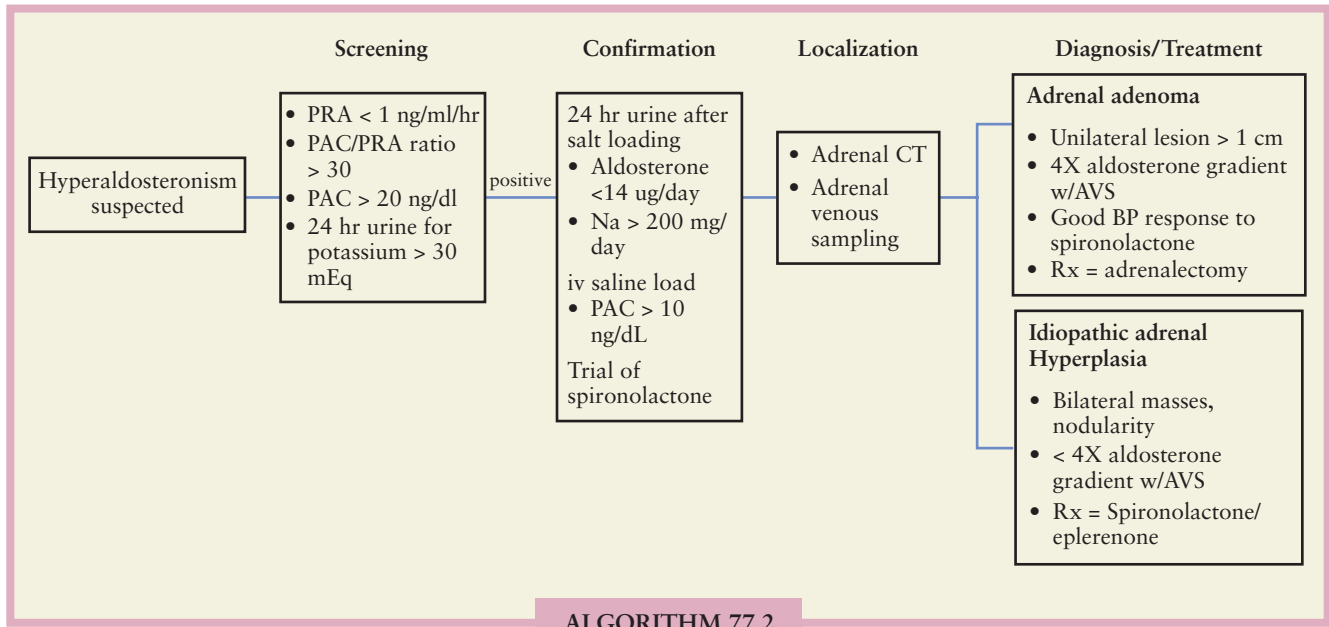 Screening
Confirmation
Localization
Diagnosis/Treatment
Hyperaldosteronism
suspected
• PRA < 1 ng/ml/hr
• PAC/PRA ratio
> 30
• PAC > 20 ng/dl
• 24 hr urine for
potassium > 30
mEq
positive
24 hr urine after
salt loading
• Aldosterone
<14 ug/day
• Na > 200 mg/
day
iv saline load
• PAC > 10
ng/dL
Trial of
spironolactone
• Adrenal CT
• Adrenal
venous
sampling
Adrenal adenoma
• Unilateral lesion > 1 cm
• 4X aldosterone gradient
w/AVS
• Good BP response to
spironolactone
• Rx = adrenalectomy
Idiopathic adrenal
Hyperplasia
• Bilateral masses,
nodularity
• < 4X aldosterone
gradient w/AVS
• Rx = Spironolactone/
eplerenone
ALGORITHM 77.2